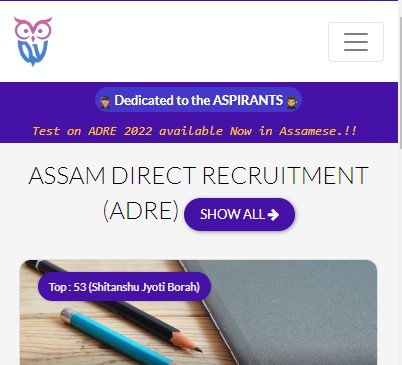 Dedicated to the ASPIRANTS
Test on ADRE 2022 available Now in Assamese.!!
ASSAM DIRECT RECRUITMENT
(ADRE) SHOW ALL
Top : 53 (Shitanshu Jyoti Borah)